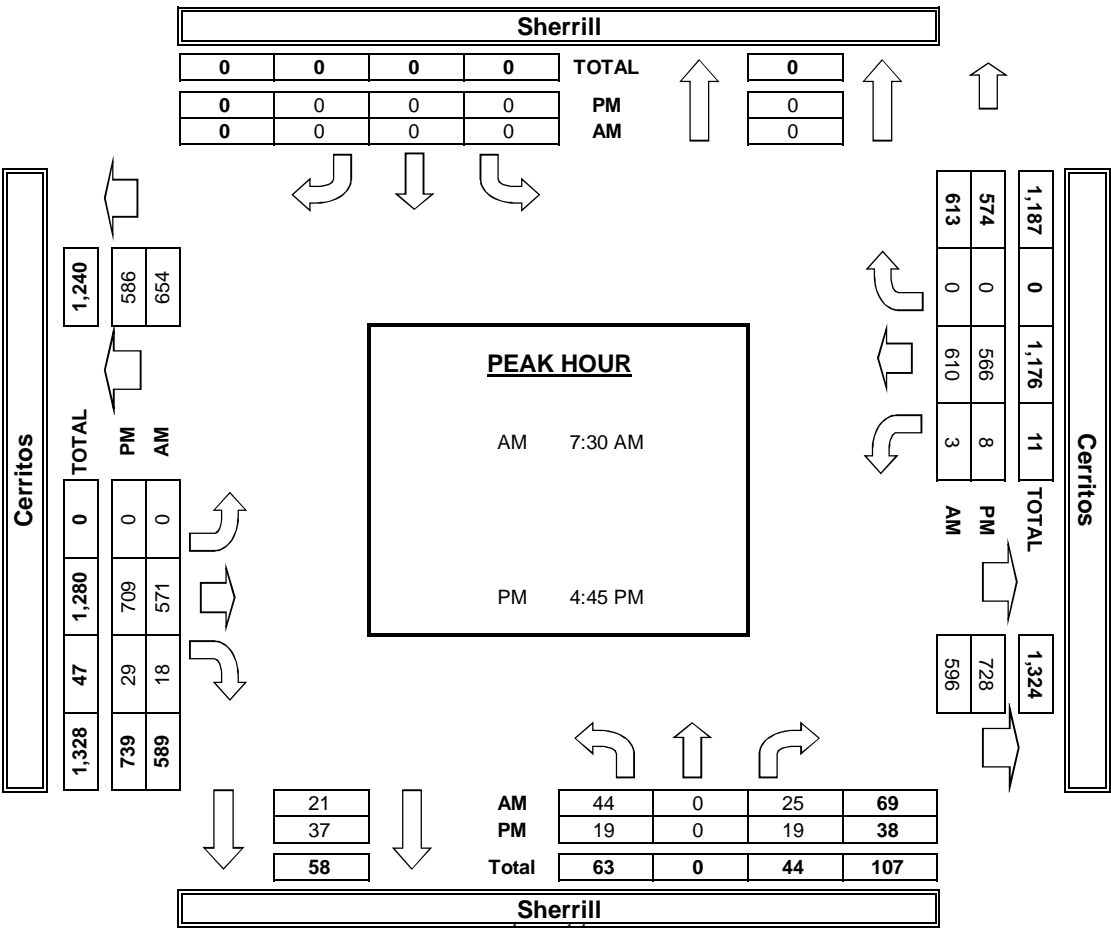 Sherrill
0 0 0 0 TOTAL 0
0 0 0 0 PM 0
0 0 0 0 AM 0
Cerritos
1,240
586
654
TOTAL
PM
AM
0 1,280 47 1,328
0 709 29 739
0 571 18 589
PEAK HOUR
AM 7:30 AM
PM 4:45 PM
1,187 0 1,176 11 TOTAL
574 0 566 8 PM
613 0 610 3 AM
1,324
728
596
Cerritos
21 AM 44 0 25 69
37 PM 19 0 19 38
58 Total 63 0 44 107
Sherrill